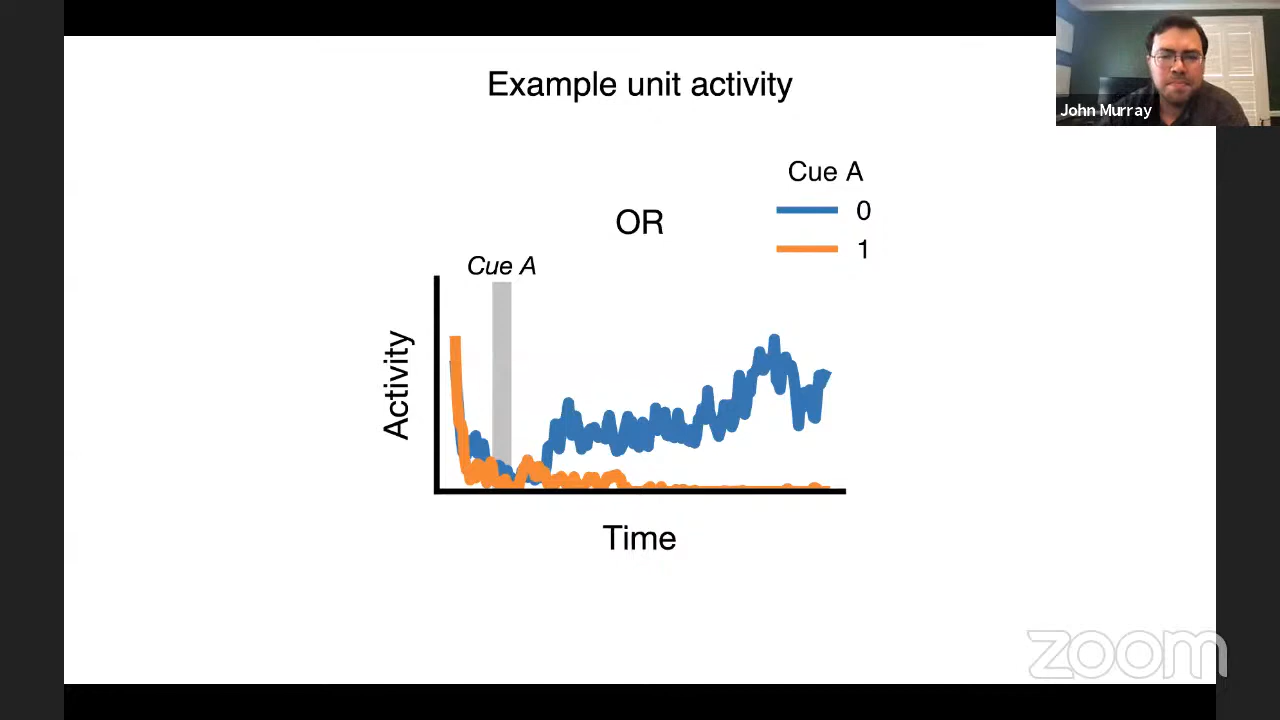 Example unit activity
John Murray
Cue A
0
OR
1
Cue A
Activity
Time
zoom